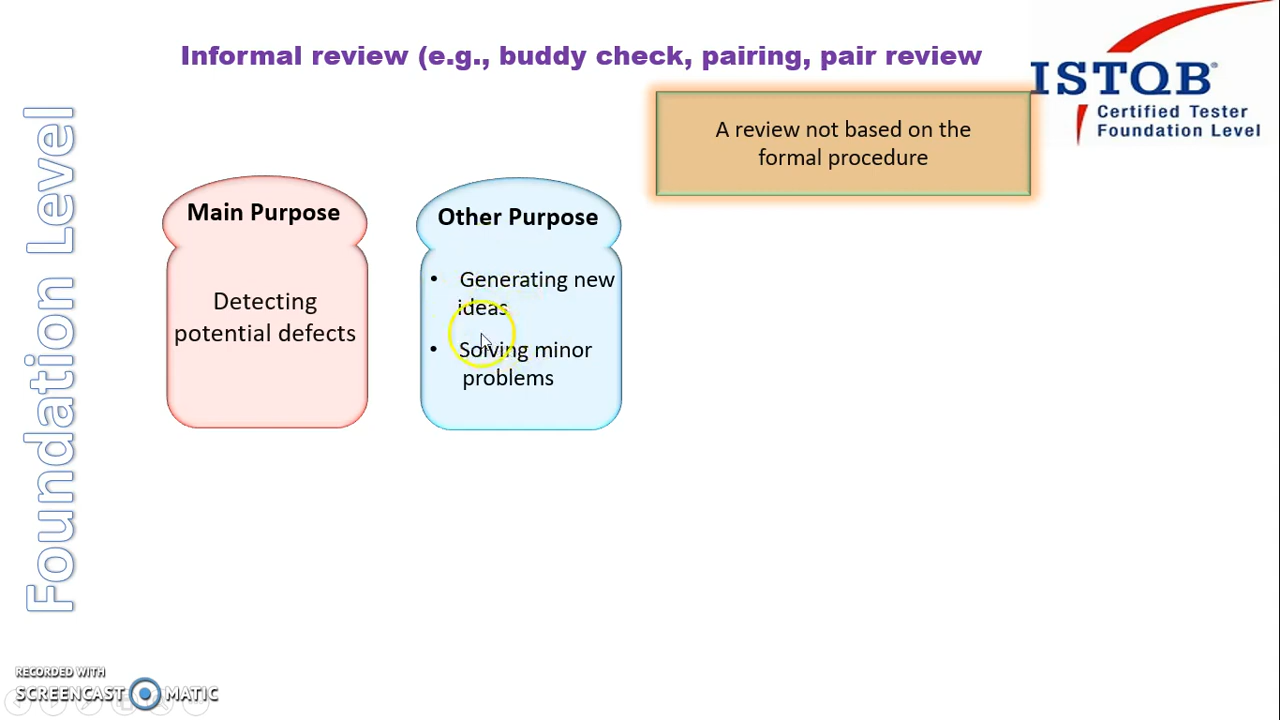 Informal review (e.g., buddy check, pairing, pair review
ISTQB®
Certified Tester
Foundation Level
A review not based on the
formal procedure
Foundation Level
Main Purpose
Detecting
potential defects
Other Purpose
• Generating new
ideas
• Solving minor
problems
RECORDED WITH
SCREENCAST MATIC